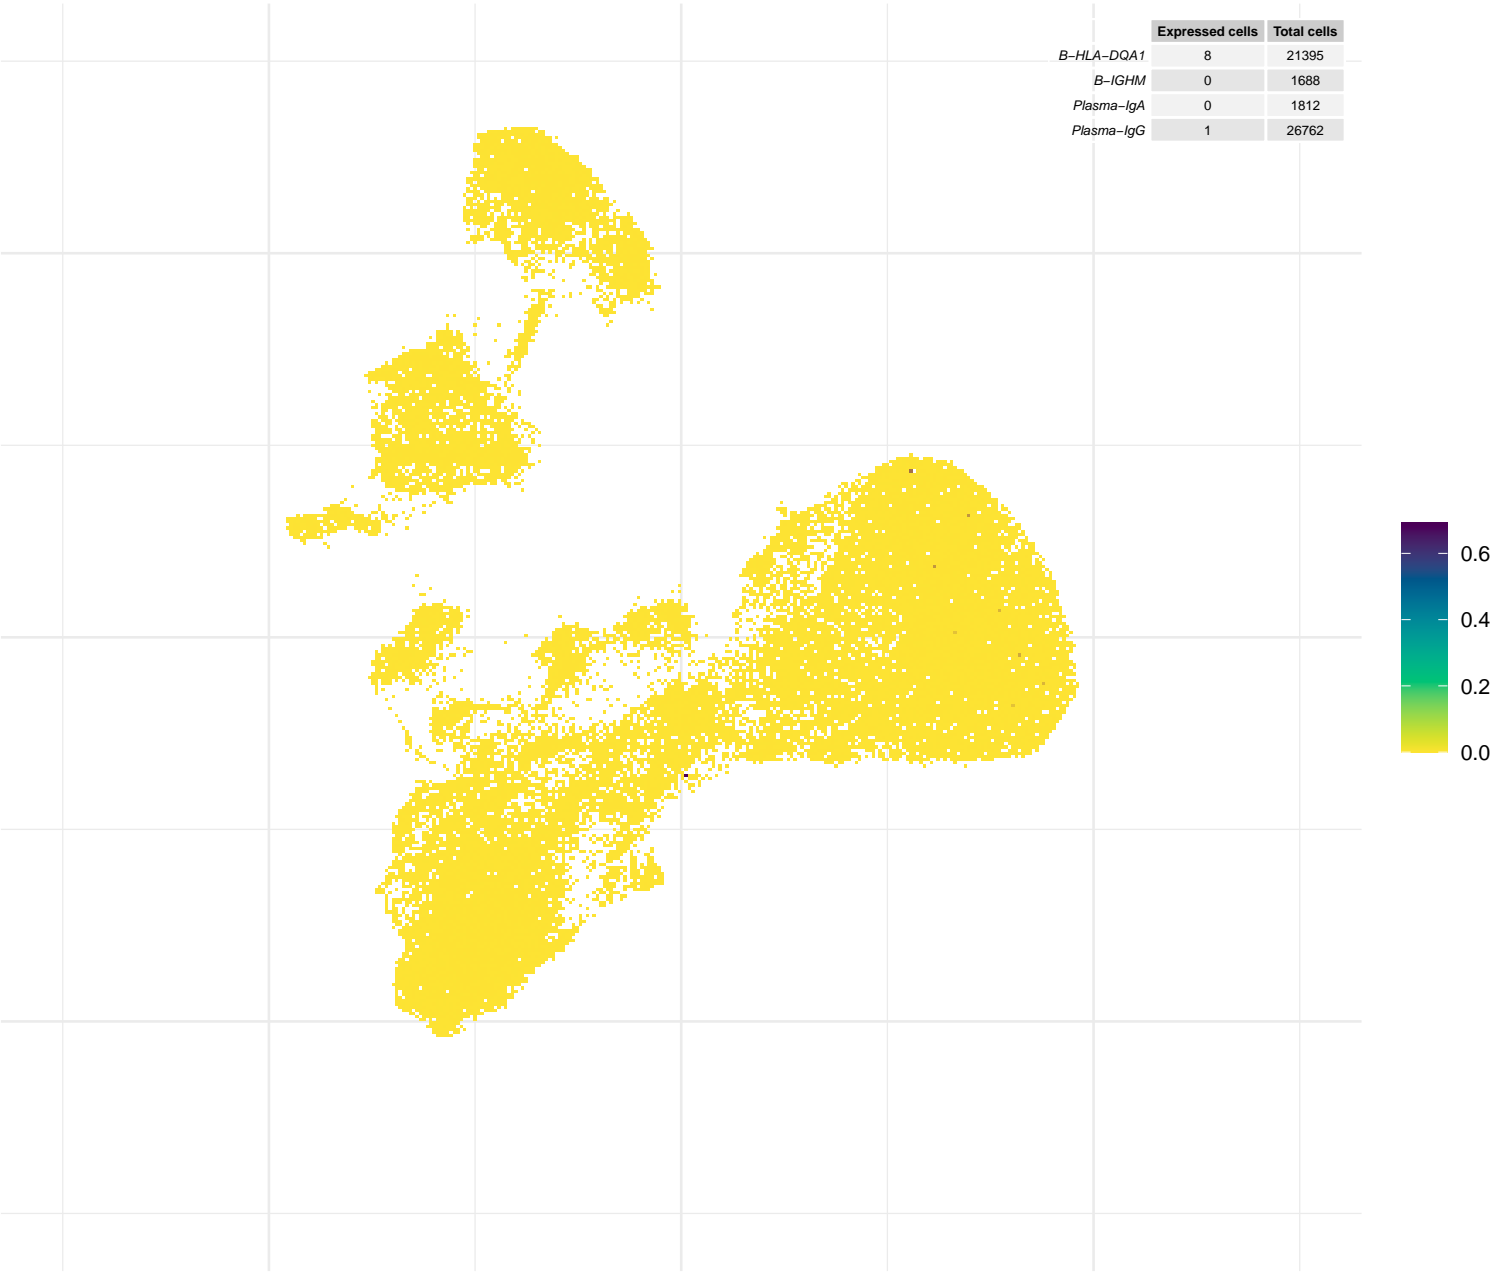 Expressed cells Total cells
B−HLA−DQA1 8 21395
B−IGHM 0 1688
Plasma−IgA 0 1812
Plasma−IgG 1 26762
0.6
0.4
0.2
0.0